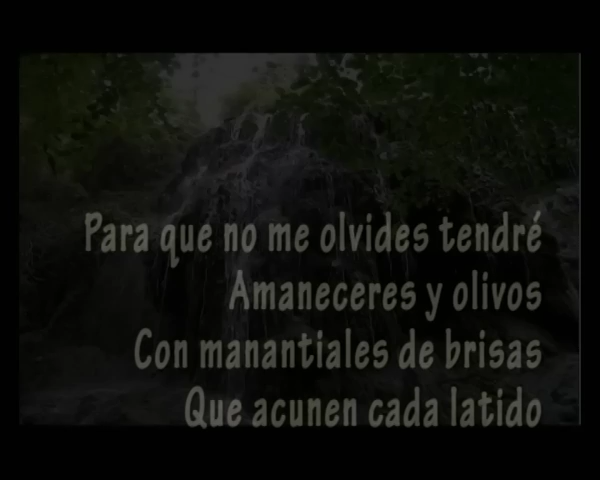 Para que no me olvides tendré
Amaneceres y olivos
Con manantiales de brisas
Que acunen cada latido